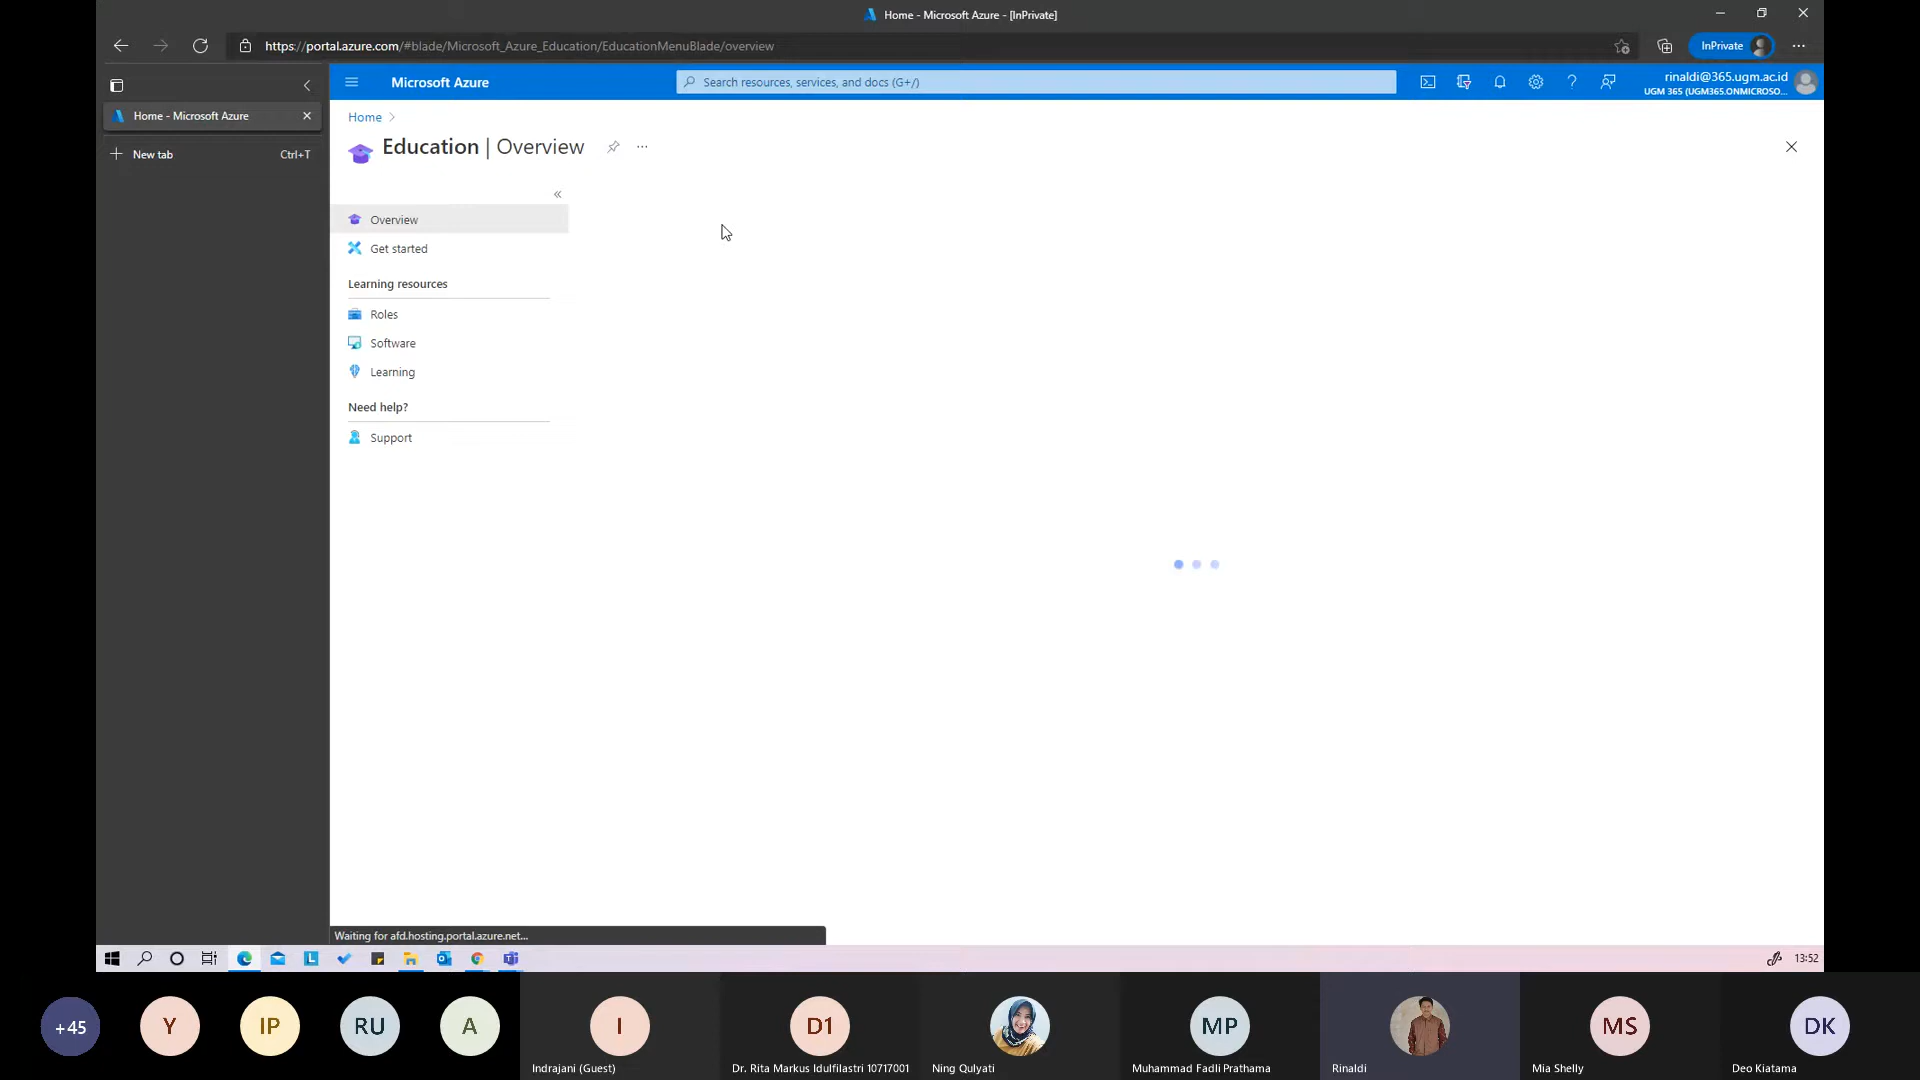 Home - Microsoft Azure - [InPrivate]
https://portal.azure.com/#blade/Microsoft_Azure_Education/EducationMenuBlade/overview
InPrivate
Home - Microsoft Azure
New tab
Ctrl+T
Microsoft Azure
Search resources, services, and docs (G+/)
rinaldi@365.ugm.ac.id
UGM 365 (UGM365.ONMICROSO...
Home
Education | Overview
Overview
Get started
Learning resources
Roles
Software
Learning
Need help?
Support
Waiting for afd.hosting.portal.azure.net...
13:52
+45
Y
IP
RU
A
I
Indrajani (Guest)
D1
Dr. Rita Markus Idulfilastri 10717001
Ning Qulyati
MP
Muhammad Fadli Prathama
Rinaldi
MS
Mia Shelly
DK
Deo Kiatama